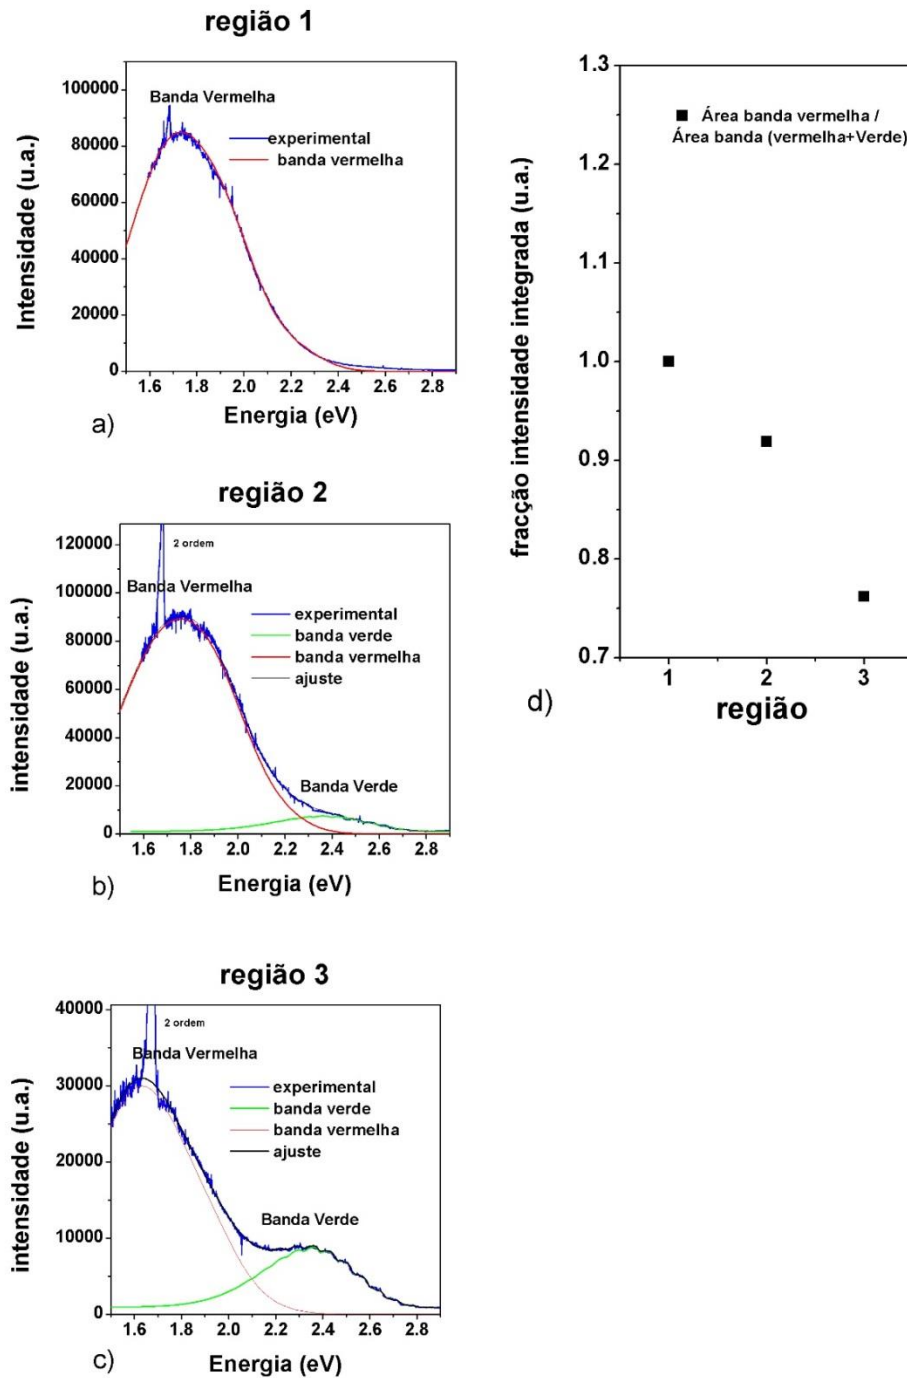 região 1
100000
80000
60000
40000
20000
0
Intensidade (u.a.)
Banda Vermelha
experimental
banda vermelha
1.6 1.8 2.0 2.2 2.4 2.6 2.8
Energia (eV)
a)
região 2
120000
100000
80000
60000
40000
20000
0
intensidade (u.a.)
2 ordem
Banda Vermelha
experimental
banda verde
banda vermelha
ajuste
Banda Verde
1.6 1.8 2.0 2.2 2.4 2.6 2.8
Energia (eV)
b)
região 3
40000
30000
20000
10000
0
intensidade (u.a.)
2 ordem
Banda Vermelha
experimental
banda verde
banda vermelha
ajuste
Banda Verde
1.6 1.8 2.0 2.2 2.4 2.6 2.8
Energia (eV)
c)
1.3
1.2
1.1
1.0
0.9
0.8
0.7
fracção intensidade integrada (u.a.)
Área banda vermelha /
Área banda (vermelha+Verde)
1 2 3
região
d)